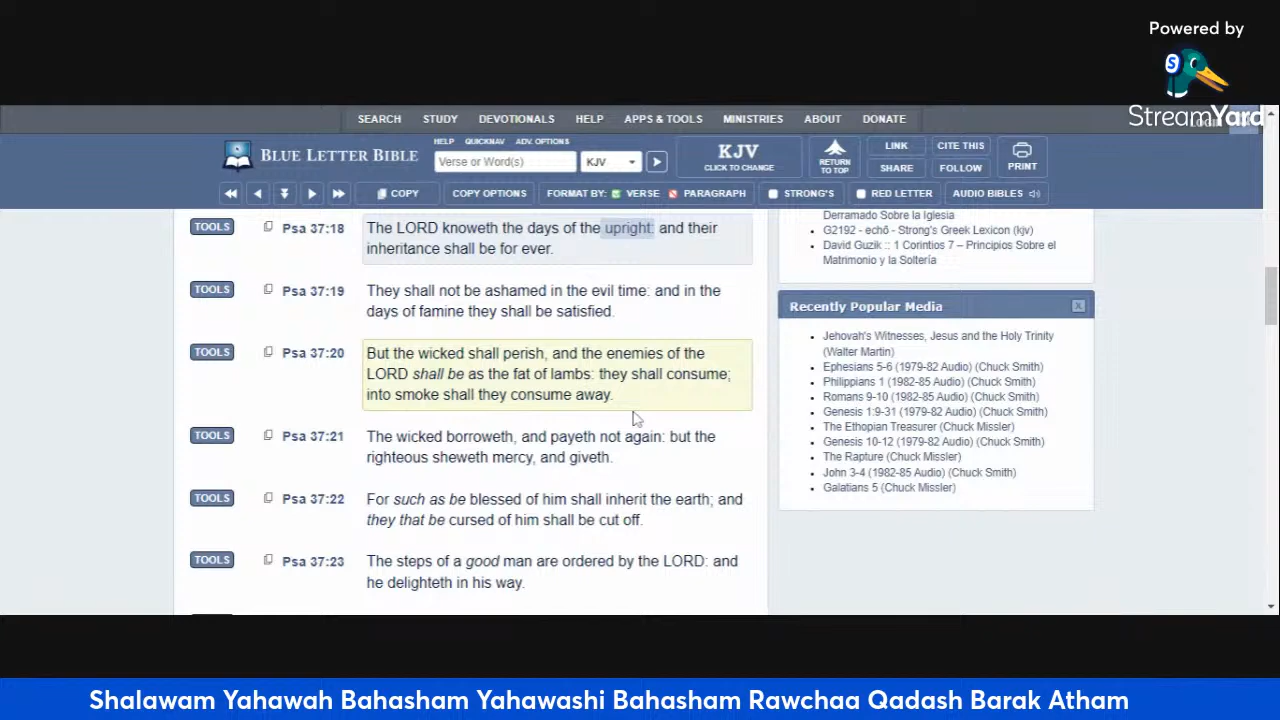 Powered by
S
StreamYard
SEARCH STUDY DEVOTIONALS HELP APPS & TOOLS MINISTRIES ABOUT DONATE
HELP QUICKNAV ADV. OPTIONS
BLUE LETTER BIBLE
Verse or Word(s)
KJV
KJV
CLICK TO CHANGE
RETURN
TO TOP
LINK
CITE THIS
SHARE
FOLLOW
PRINT
COPY COPY OPTIONS FORMAT BY: VERSE PARAGRAPH STRONG'S RED LETTER AUDIO BIBLES
TOOLS Psa 37:18 The LORD knoweth the days of the upright: and their
inheritance shall be for ever.
TOOLS Psa 37:19 They shall not be ashamed in the evil time: and in the
days of famine they shall be satisfied.
TOOLS Psa 37:20 But the wicked shall perish, and the enemies of the
LORD shall be as the fat of lambs: they shall consume;
into smoke shall they consume away.
TOOLS Psa 37:21 The wicked borroweth, and payeth not again: but the
righteous sheweth mercy, and giveth.
TOOLS Psa 37:22 For such as be blessed of him shall inherit the earth; and
they that be cursed of him shall be cut off.
TOOLS Psa 37:23 The steps of a good man are ordered by the LORD: and
he delighteth in his way.
Derramado Sobre la Iglesia
G2192 - echō - Strong's Greek Lexicon (kjv)
David Guzik :: 1 Corintios 7 – Principios Sobre el
Matrimonio y la Soltería
Recently Popular Media
Jehovah's Witnesses, Jesus and the Holy Trinity
(Walter Martin)
Ephesians 5-6 (1979-82 Audio) (Chuck Smith)
Philippians 1 (1982-85 Audio) (Chuck Smith)
Romans 9-10 (1982-85 Audio) (Chuck Smith)
Genesis 1:9-31 (1979-82 Audio) (Chuck Smith)
The Ethopian Treasurer (Chuck Missler)
Genesis 10-12 (1979-82 Audio) (Chuck Smith)
The Rapture (Chuck Missler)
John 3-4 (1982-85 Audio) (Chuck Smith)
Galatians 5 (Chuck Missler)
Shalawam Yahawah Bahasham Yahawashi Bahasham Rawchaa Qadash Barak Atham